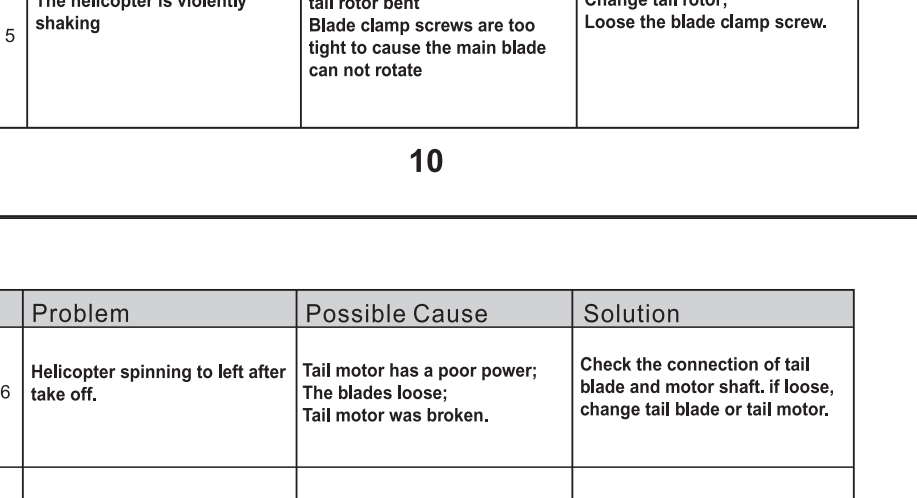 The helicopter is violently
shaking
5
tail rotor bent
Blade clamp screws are too
tight to cause the main blade
can not rotate
Change tail rotor;
Loose the blade clamp screw.
10
Problem Possible Cause Solution
6
Helicopter spinning to left after
take off.
Tail motor has a poor power;
The blades loose;
Tail motor was broken.
Check the connection of tail
blade and motor shaft. if loose,
change tail blade or tail motor.